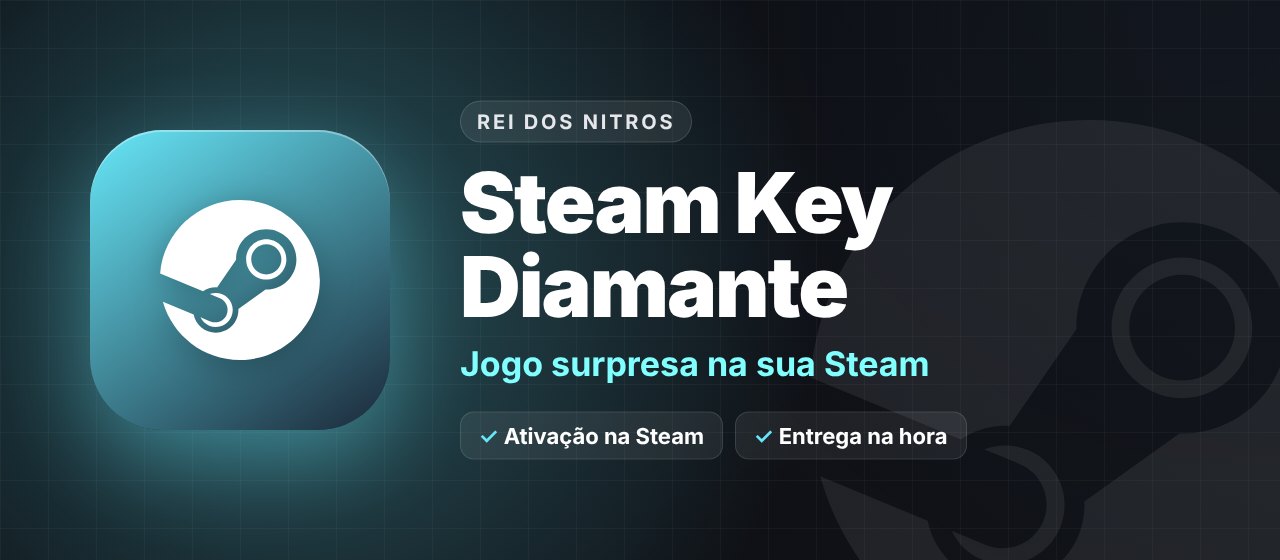 REI DOS NITROS
Steam Key
Diamante
Jogo surpresa na sua Steam
Ativação na Steam
Entrega na hora